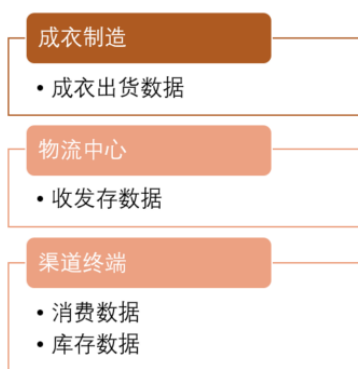 成衣制造
• 成衣出货数据
物流中心
• 收发存数据
渠道终端
• 消费数据
• 库存数据